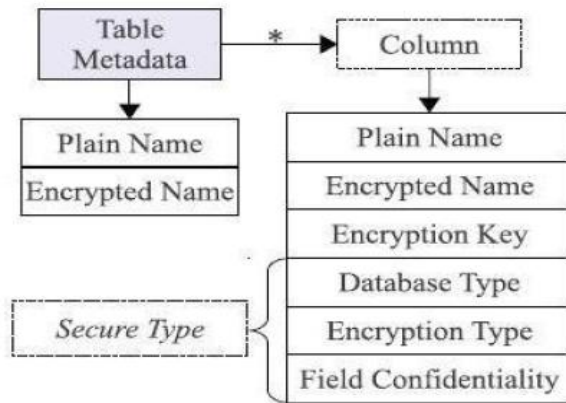 Table
Metadata
*
Column
Plain Name
Encrypted Name
Plain Name
Encrypted Name
Encryption Key
Database Type
Encryption Type
Field Confidentiality
Secure Type